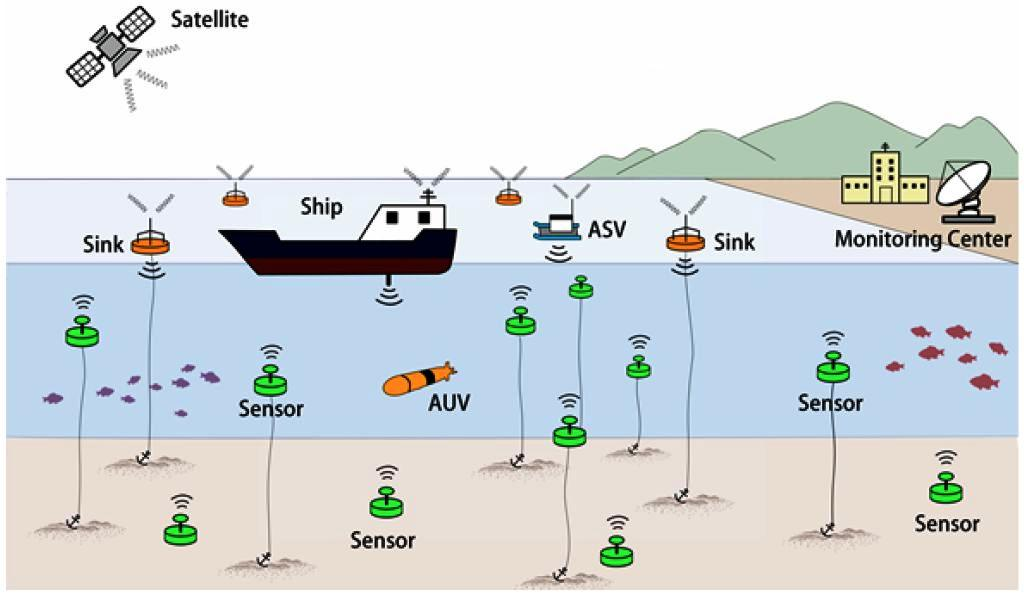 Satellite
Ship
ASV
Sink
Sink
Monitoring Center
Sensor
AUV
Sensor
Sensor
Sensor